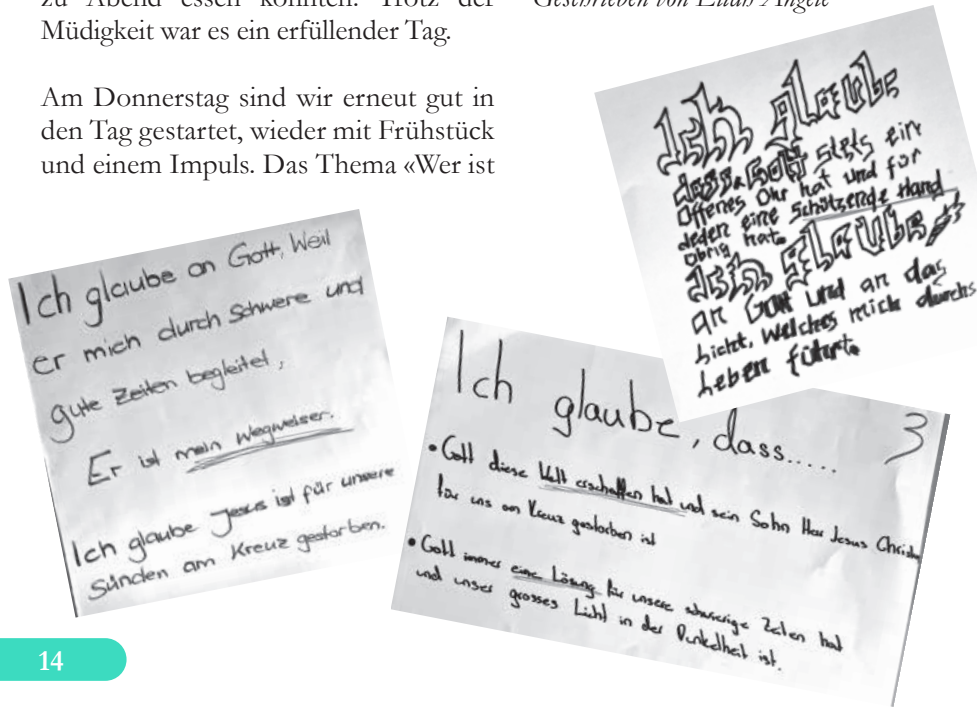 zu Abend essen konnten. Trotz der
Müdigkeit war es ein erfüllender Tag.
Am Donnerstag sind wir erneut gut in
den Tag gestartet, wieder mit Frühstück
und einem Impuls. Das Thema «Wer ist
Geschrieben von
Ich glaube an Gott, Weil
er mich durch Schwere und
gute Zeiten begleitet,
Er ist mein Wegweiser.
Ich glaube Jesus ist für unsere
Sünden am Kreuz gestorben.
Ich glaube
dass Gott stets ein
Offenes Ohr hat und für
jeden eine Schützende Hand
übrig hat.
Ich glaube
an Gott und an das
Licht, welches mich durchs
Leben führt.
Ich glaube, dass.....
3
• Gott diese Welt erschaffen hat und sein Sohn Herr Jesus
für uns am Kreuz gestorben ist
• Gott immer eine Lösung für unsere schwierige Zeiten hat
und unser grosses Licht in der Dunkelheit ist.
14